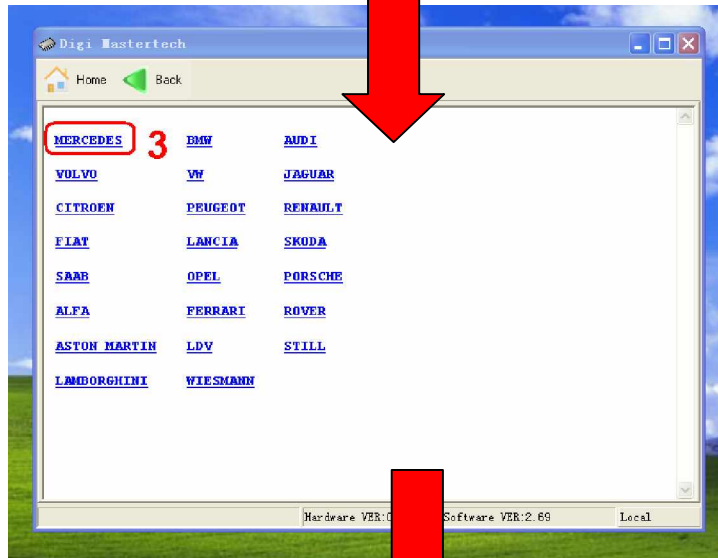 Digi Mastertech
Home Back
MERCEDES 3 BMW AUDI
VOLVO VW JAGUAR
CITROEN PEUGEOT RENAULT
FIAT LANCIA SKODA
SAAB OPEL PORSCHE
ALFA FERRARI ROVER
ASTON MARTIN LDV STILL
LAMBORGHINI WIESMANN
Hardware Software VER:2.69 Local